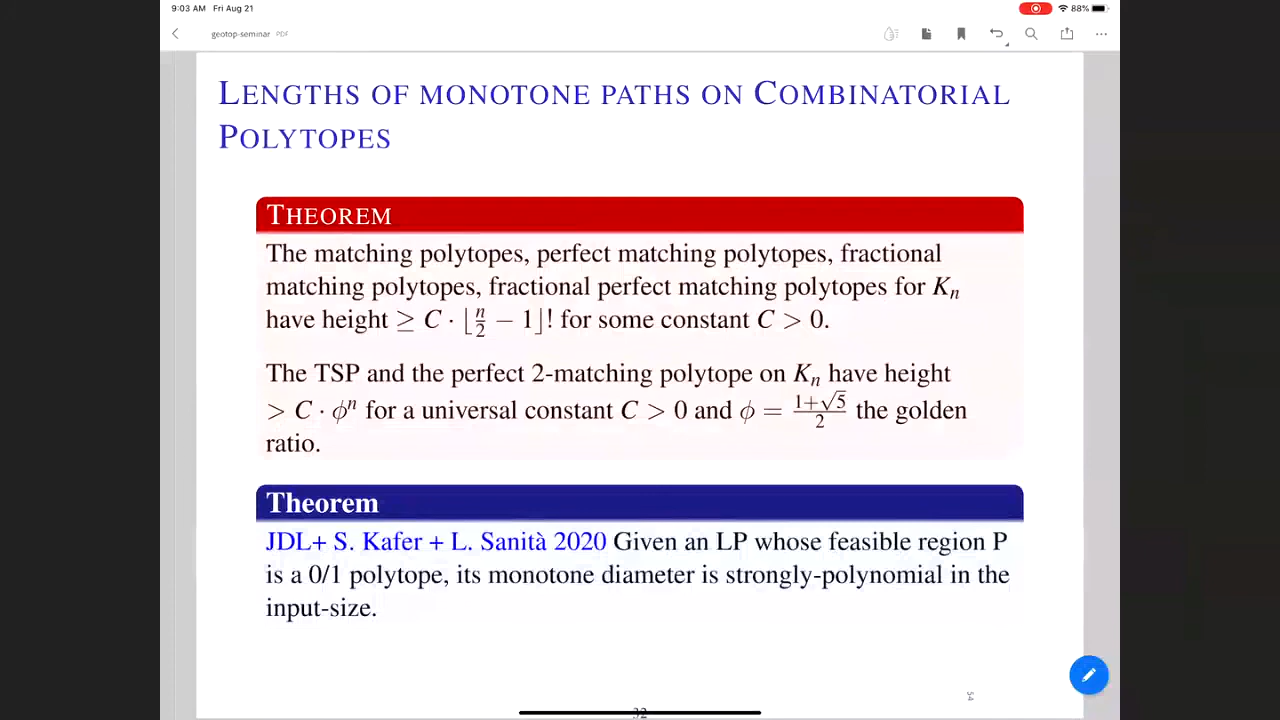 9:03 AM Fri Aug 21
88%
geotop-seminar PDF
LENGTHS OF MONOTONE PATHS ON COMBINATORIAL
POLYTOPES
THEOREM
The matching polytopes, perfect matching polytopes, fractional
matching polytopes, fractional perfect matching polytopes for Kₙ
have height ≥ C · ⌊n/2 − 1⌋! for some constant C > 0.
The TSP and the perfect 2-matching polytope on Kₙ have height
> C · ϕⁿ for a universal constant C > 0 and ϕ = (1+√5)/2 the golden
ratio.
Theorem
JDL+ S. Kafer + L. Sanità 2020 Given an LP whose feasible region P
is a 0/1 polytope, its monotone diameter is strongly-polynomial in the
input-size.